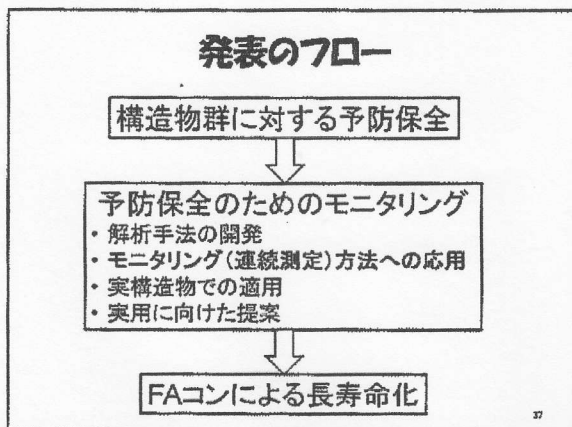 発表のフロー
構造物群に対する予防保全
予防保全のためのモニタリング
・解析手法の開発
・モニタリング(連続測定)方法への応用
・実構造物での適用
・実用に向けた提案
FAコンによる長寿命化
37